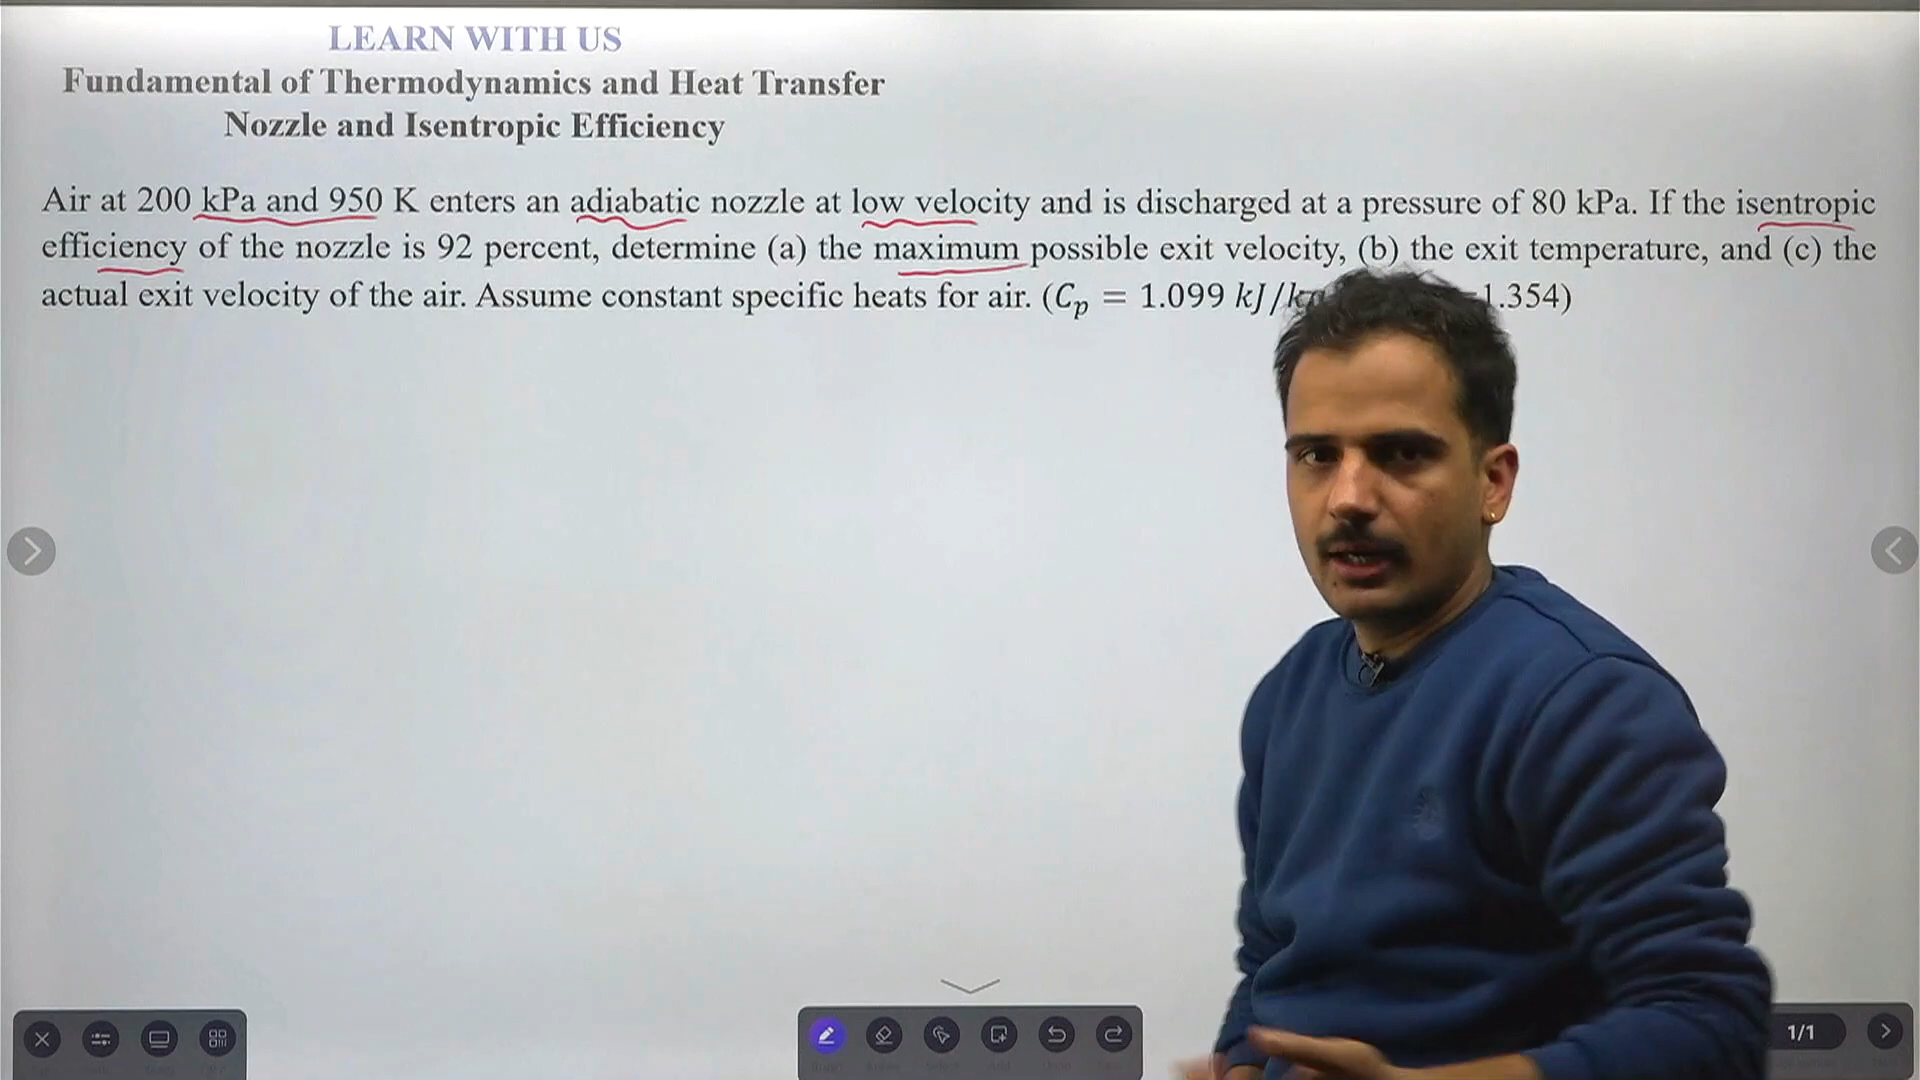 LEARN WITH US
Fundamental of Thermodynamics and Heat Transfer
Nozzle and Isentropic Efficiency
Air at 200 kPa and 950 K enters an adiabatic nozzle at low velocity and is discharged at a pressure of 80 kPa. If the isentropic
efficiency of the nozzle is 92 percent, determine (a) the maximum possible exit velocity, (b) the exit temperature, and (c) the
actual exit velocity of the air. Assume constant specific heats for air. (Cₚ = 1.099 kJ/k 1.354)
1/1